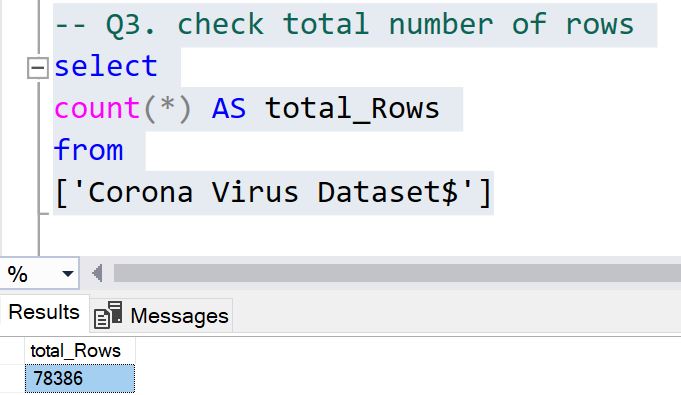 -- Q3. check total number of rows
select
count(*) AS total_Rows
from
['Corona Virus Dataset$']
%
Results Messages
total_Rows
78386